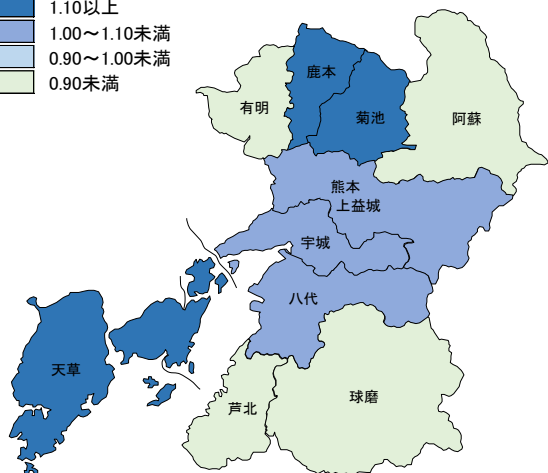 1.10以上
1.00～1.10未満
0.90～1.00未満
0.90未満
鹿本
菊池
有明
阿蘇
熊本
上益城
宇城
八代
天草
芦北
球磨